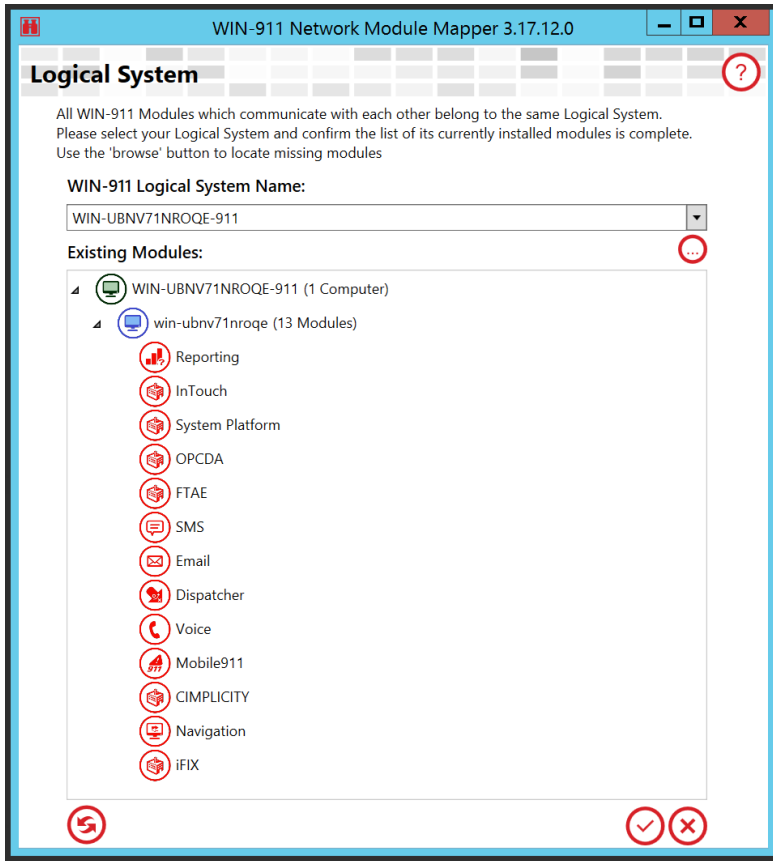 WIN-911 Network Module Mapper 3.17.12.0
Logical System
?
All WIN-911 Modules which communicate with each other belong to the same Logical System.
Please select your Logical System and confirm the list of its currently installed modules is complete.
Use the 'browse' button to locate missing modules
WIN-911 Logical System Name:
WIN-UBNV71NROQE-911
Existing Modules:
...
WIN-UBNV71NROQE-911 (1 Computer)
win-ubnv71nroqe (13 Modules)
Reporting
InTouch
System Platform
OPCDA
FTAE
SMS
Email
Dispatcher
Voice
911 Mobile911
CIMPLICITY
Navigation
iFIX